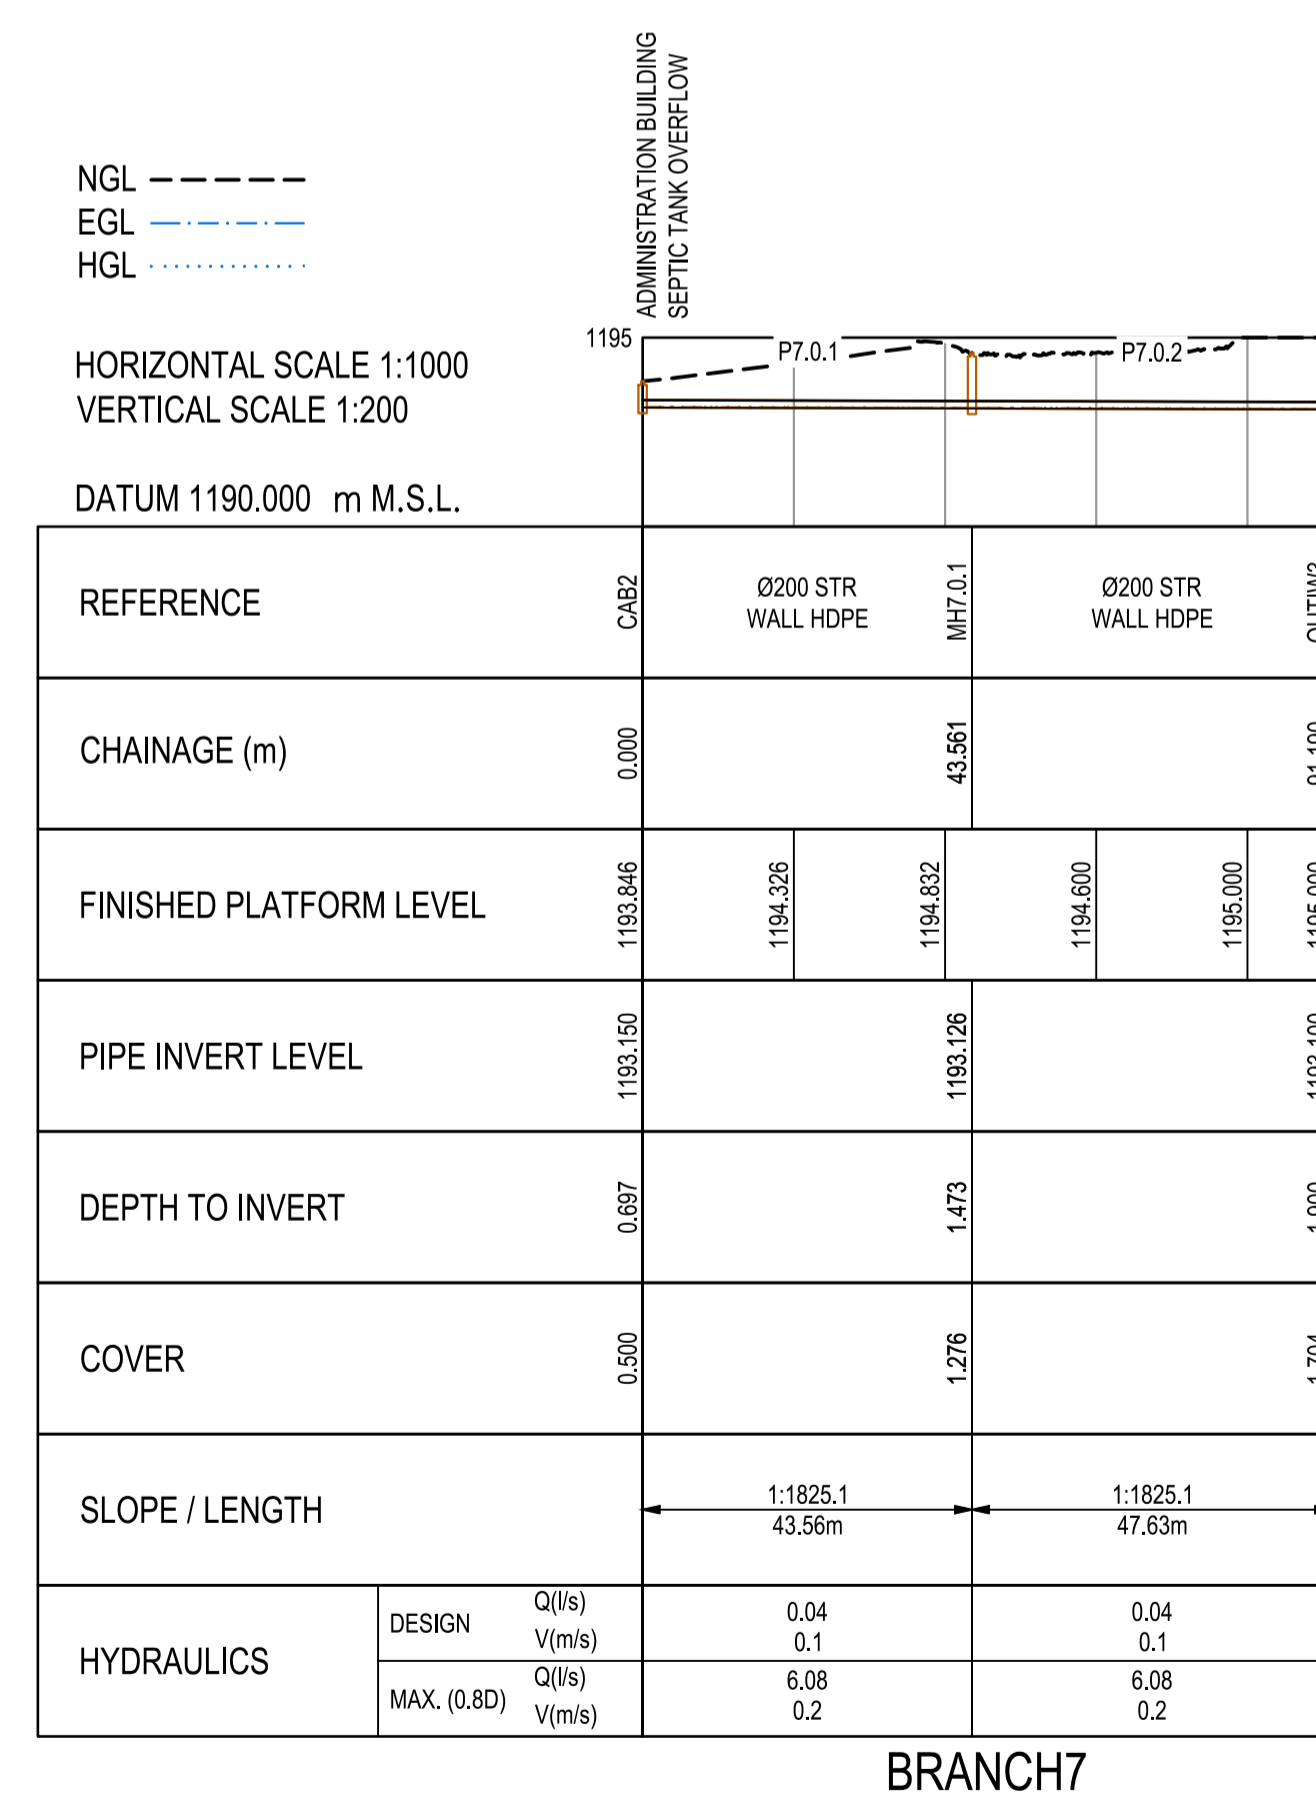 ADMINISTRATION BUILDING
SEPTIC TANK OVERFLOW
NGL
EGL
HGL
HORIZONTAL SCALE 1:1000
VERTICAL SCALE 1:200
DATUM 1190.000 m M.S.L.
1195
P7.0.1
P7.0.2
REFERENCE
CAB2
Ø200 STR
WALL HDPE
MH7.0.1
Ø200 STR
WALL HDPE
CHAINAGE (m)
0.000
43.561
FINISHED PLATFORM LEVEL
1193.846
1194.326
1194.832
1194.600
1195.000
1195.000
PIPE INVERT LEVEL
1193.150
1193.126
DEPTH TO INVERT
0.697
1.473
COVER
0.500
1.276
SLOPE / LENGTH
1:1825.1
43.56m
1:1825.1
47.63m
HYDRAULICS
DESIGN
Q(l/s)
V(m/s)
0.04
0.1
0.04
0.1
MAX. (0.8D)
Q(l/s)
V(m/s)
6.08
0.2
6.08
0.2
BRANCH7